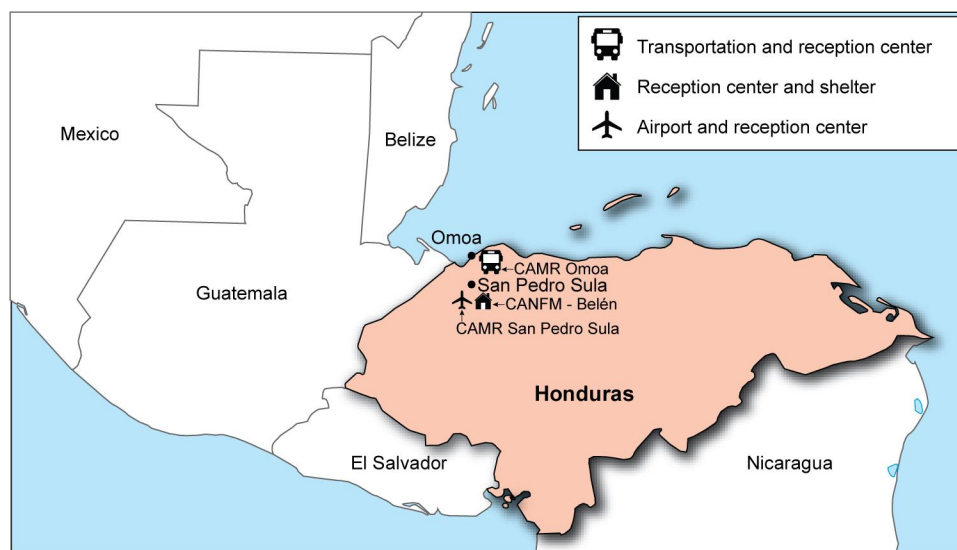 Transportation and reception center
Reception center and shelter
Airport and reception center
Mexico
Belize
Omoa
CAMR Omoa
San Pedro Sula
Guatemala
CANFM - Belén
CAMR San Pedro Sula
Honduras
El Salvador
Nicaragua